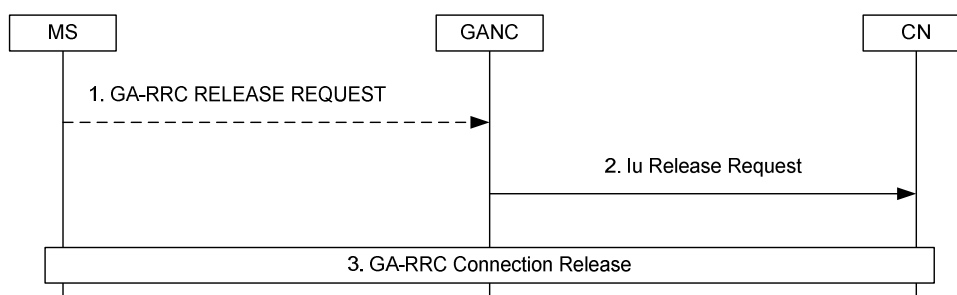 MS
GANC
CN
1. GA-RRC RELEASE REQUEST
2. Iu Release Request
3. GA-RRC Connection Release